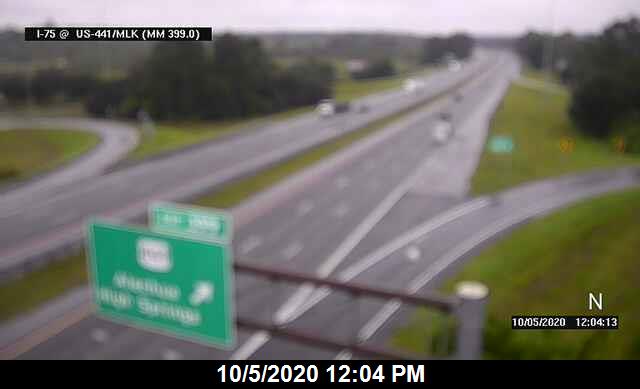 I-75 @ US-441/MLK (MM 399.0)
Alachua
High Springs
N
10/05/2020 12:04:13
10/5/2020 12:04 PM